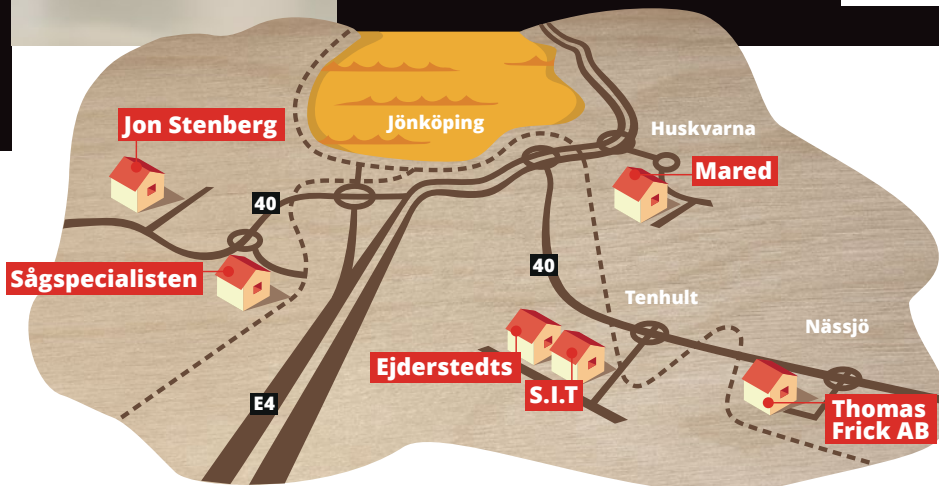 Jönköping
Jon Stenberg
Huskvarna
Mared
40
Sågspecialisten
40
Tenhult
Nässjö
Ejderstedts
S.I.T
E4
Thomas
Frick AB